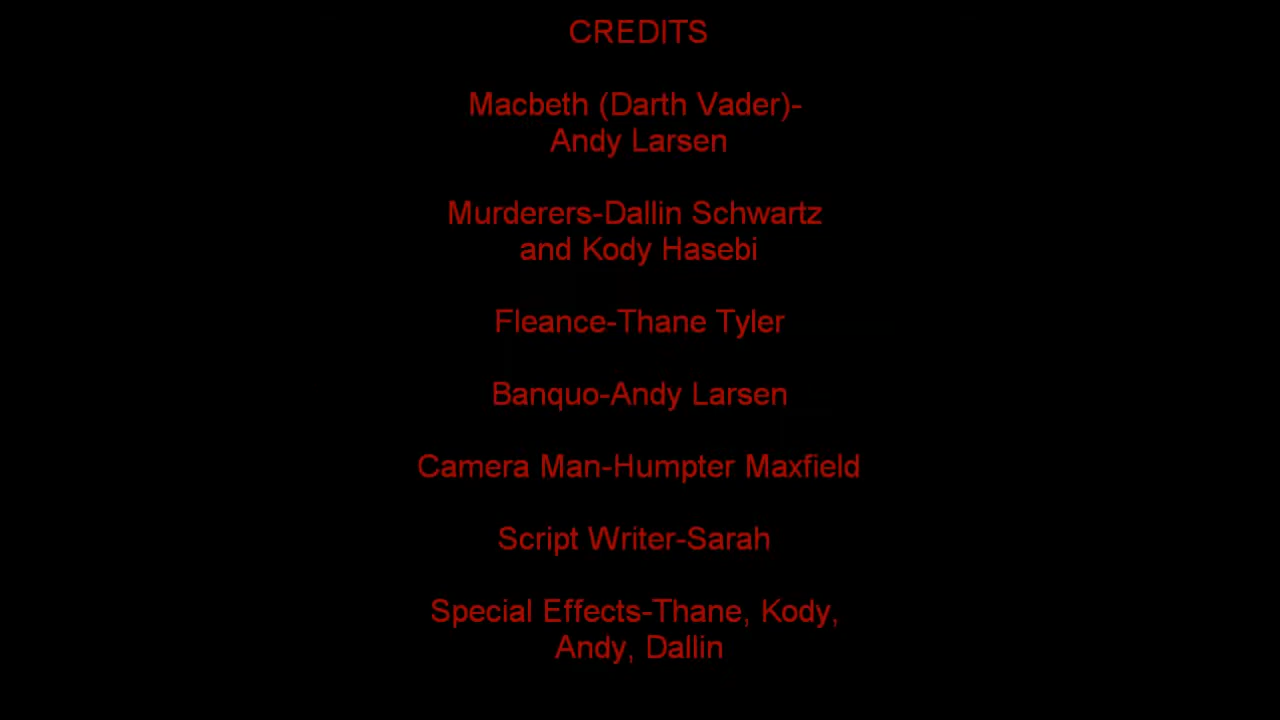 CREDITS
Macbeth (Darth Vader)-
Andy Larsen
Murderers-Dallin Schwartz
and Kody Hasebi
Fleance-Thane Tyler
Banquo-Andy Larsen
Camera Man-Humpter Maxfield
Script Writer-Sarah
Special Effects-Thane, Kody,
Andy, Dallin